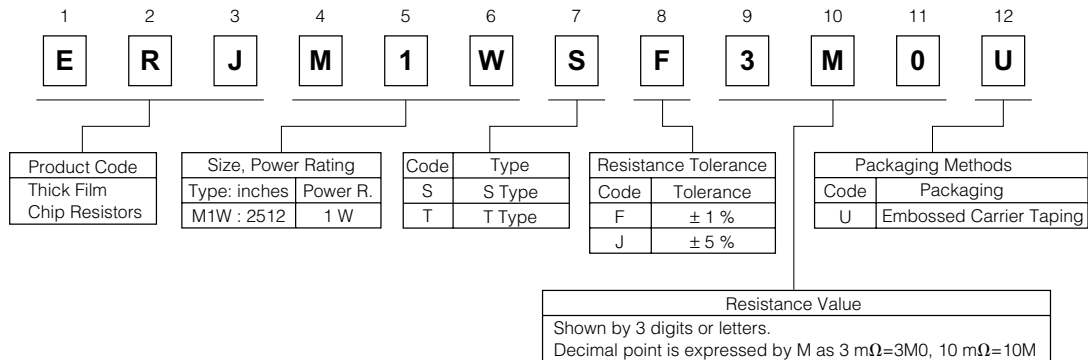 1 2 3 4 5 6 7 8 9 10 11 12
E R J M 1 W S F 3 M 0 U
Product Code
Thick Film
Chip Resistors
Size, Power Rating
Type: inches Power R.
M1W : 2512 1 W
Code Type
S S Type
T T Type
Resistance Tolerance
Code Tolerance
F ± 1 %
J ± 5 %
Packaging Methods
Code Packaging
U Embossed Carrier Taping
Resistance Value
Shown by 3 digits or letters.
Decimal point is expressed by M as 3 mΩ=3M0, 10 mΩ=10M